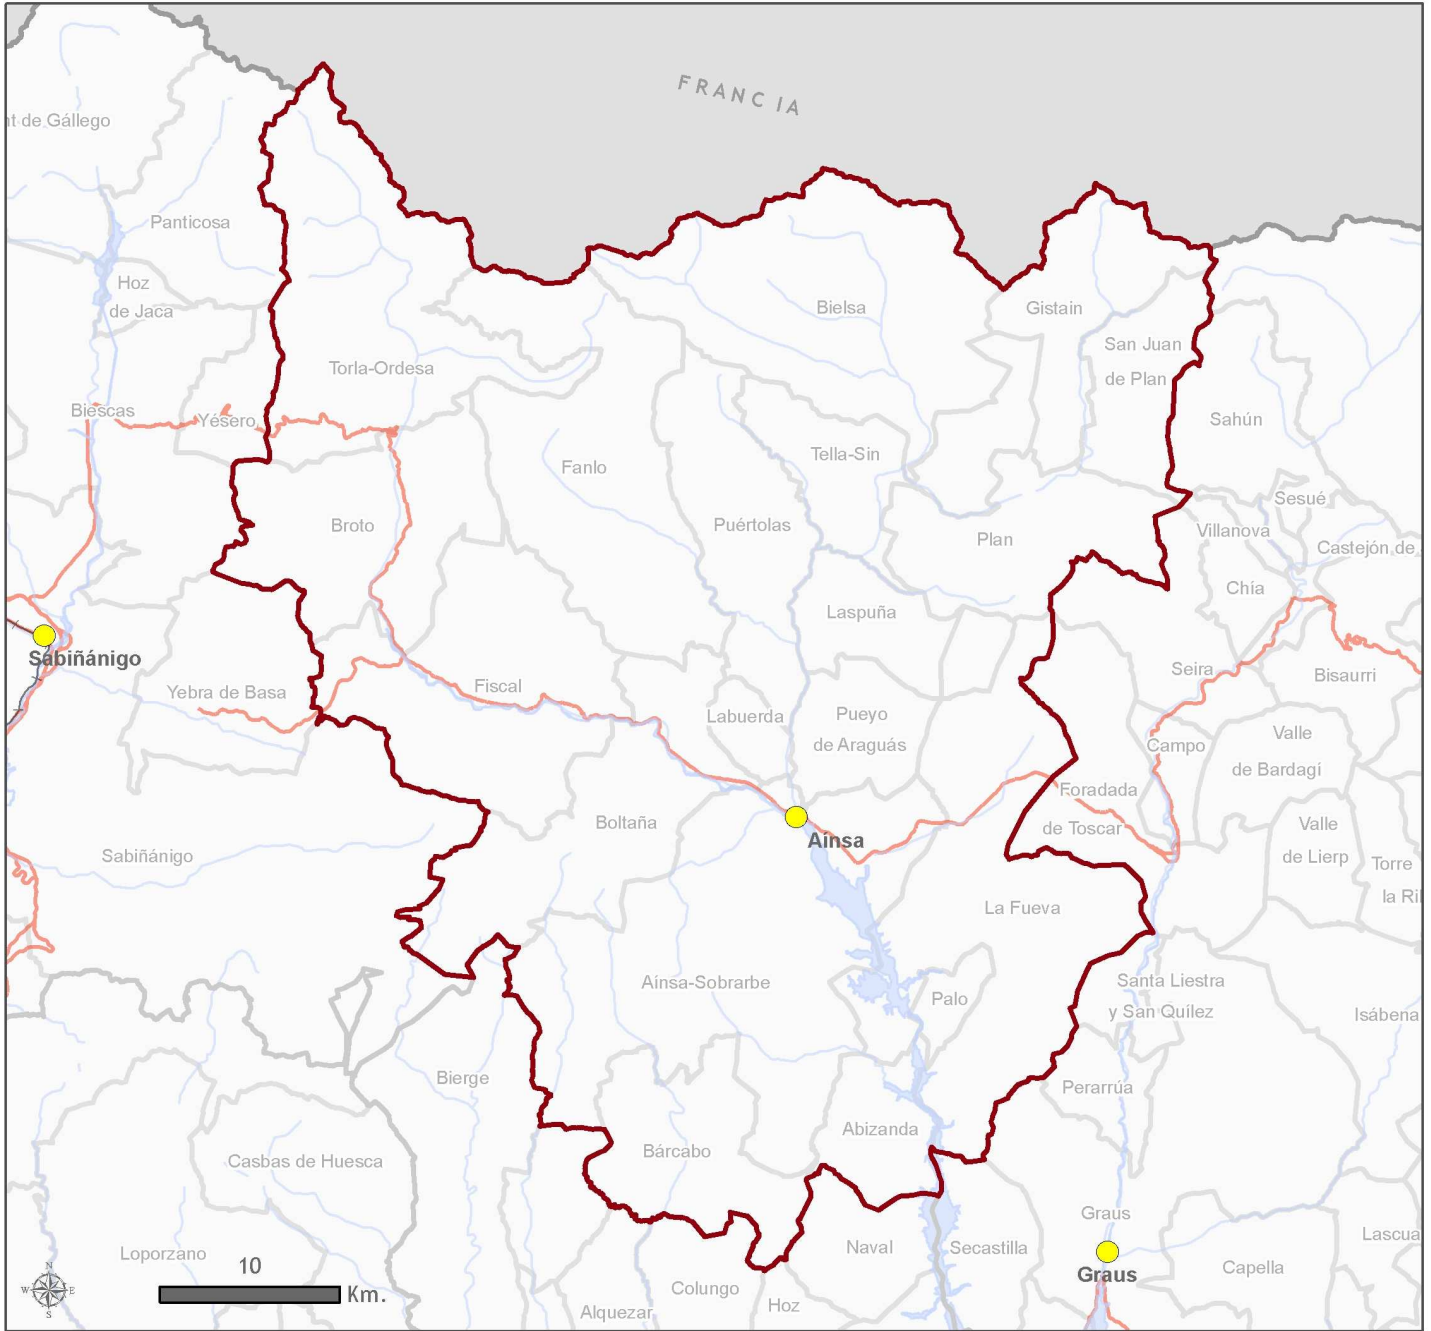 FRANCIA
nt de Gállego
Panticosa
Hoz
de Jaca
Bielsa
Gistain
San Juan
de Plan
Torla-Ordesa
Biescas
Yésero
Sahún
Tella-Sin
Fanlo
Sesué
Broto
Puértolas
Plan
Villanova
Castejón de
Chía
Laspuña
Sabiñánigo
Seira
Bisaurri
Yebra de Basa
Fiscal
Labuerda
Pueyo
de Araguás
Campo
Valle
de Bardagi
Foradada
de Toscar
Boltaña
Aínsa
Valle
de Lierp
Sabiñánigo
Torre
la Ri
La Fueva
Aínsa-Sobrarbe
Palo
Santa Liestra
y San Quílez
Isábena
Bierge
Perarrúa
Abizanda
Bárcabo
Casbas de Huesca
Graus
Loporzano
Naval
Secastilla
Lascua
Graus
Capella
Colungo
Alquezar
Hoz
10
Km.
N
W
E
S